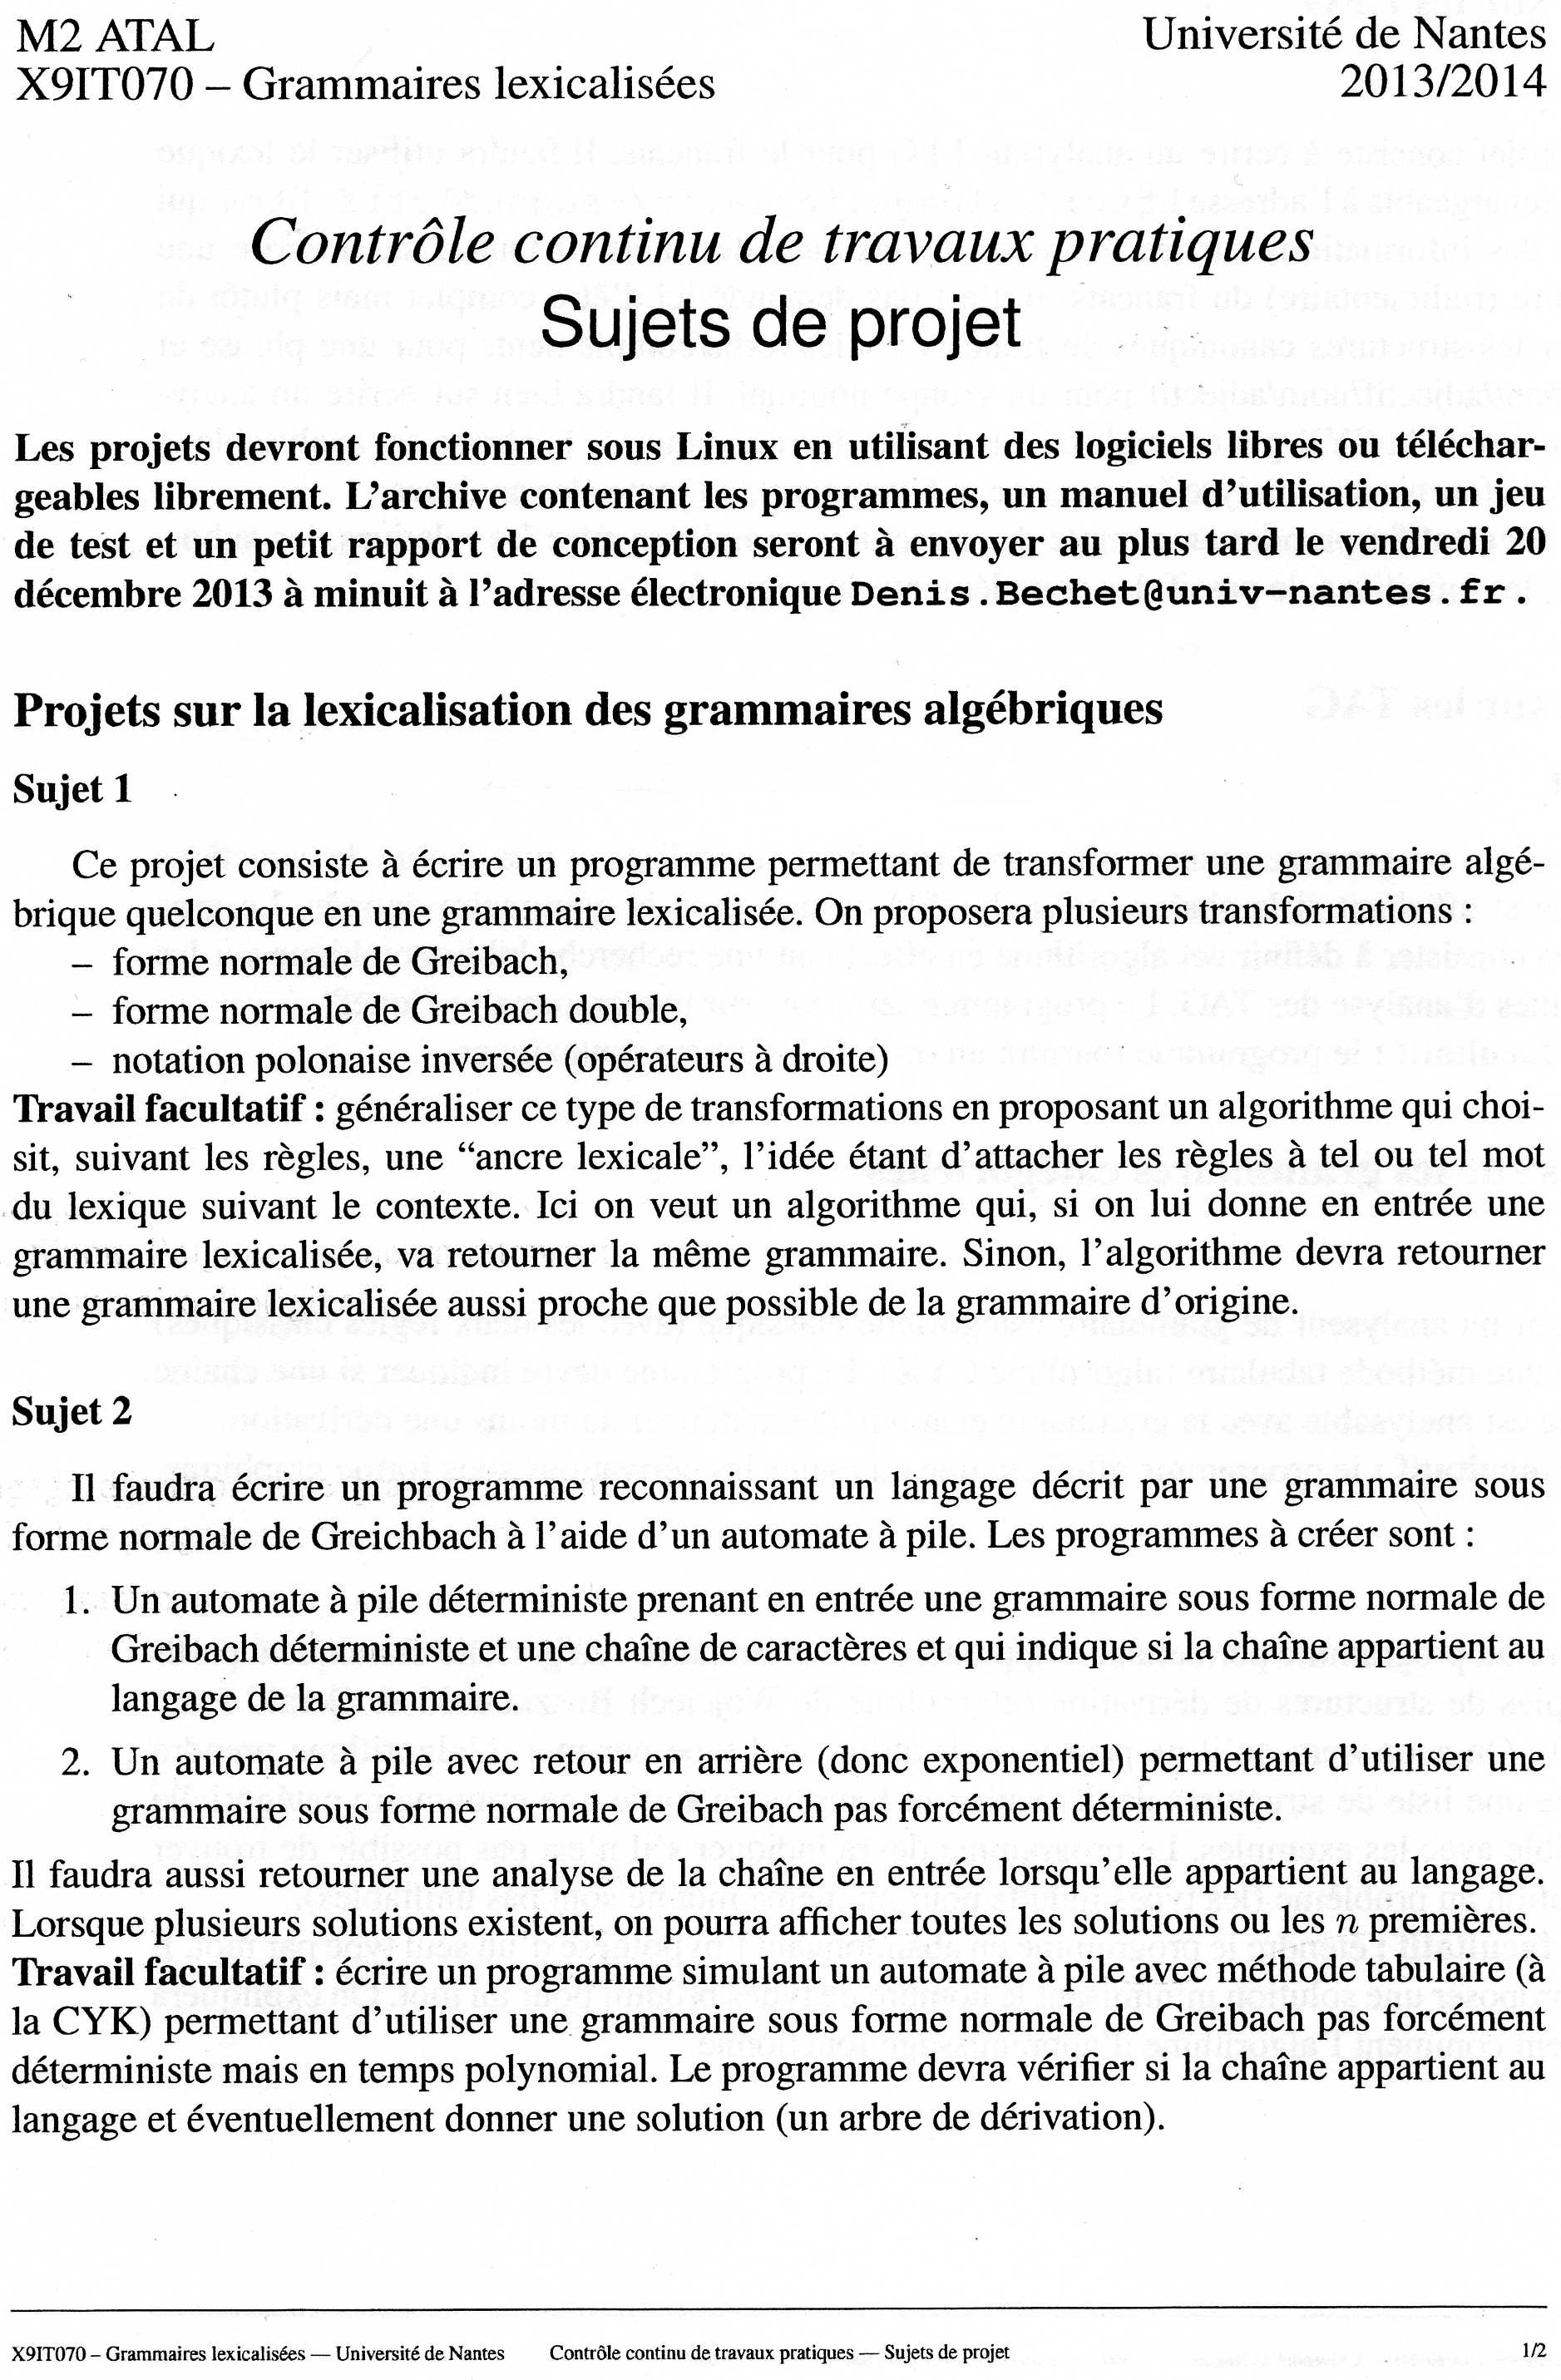 M2 ATAL
Université de Nantes
X9IT070 – Grammaires lexicalisées
2013/2014
Contrôle continu de travaux pratiques
Sujets de projet
Les projets devront fonctionner sous Linux en utilisant des logiciels libres ou téléchar-
geables librement. L'archive contenant les programmes, un manuel d'utilisation, un jeu
de test et un petit rapport de conception seront à envoyer au plus tard le vendredi 20
décembre 2013 à minuit à l'adresse électronique Denis.Bechet@univ-nantes.fr.
Projets sur la lexicalisation des grammaires algébriques
Sujet 1
Ce projet consiste à écrire un programme permettant de transformer une grammaire algé-
brique quelconque en une grammaire lexicalisée. On proposera plusieurs transformations :
– forme normale de Greibach,
– forme normale de Greibach double,
– notation polonaise inversée (opérateurs à droite)
Travail facultatif : généraliser ce type de transformations en proposant un algorithme qui choi-
sit, suivant les règles, une “ancre lexicale”, l'idée étant d'attacher les règles à tel ou tel mot
du lexique suivant le contexte. Ici on veut un algorithme qui, si on lui donne en entrée une
grammaire lexicalisée, va retourner la même grammaire. Sinon, l'algorithme devra retourner
une grammaire lexicalisée aussi proche que possible de la grammaire d'origine.
Sujet 2
Il faudra écrire un programme reconnaissant un langage décrit par une grammaire sous
forme normale de Greichbach à l'aide d'un automate à pile. Les programmes à créer sont :
1. Un automate à pile déterministe prenant en entrée une grammaire sous forme normale de
Greibach déterministe et une chaîne de caractères et qui indique si la chaîne appartient au
langage de la grammaire.
2. Un automate à pile avec retour en arrière (donc exponentiel) permettant d'utiliser une
grammaire sous forme normale de Greibach pas forcément déterministe.
Il faudra aussi retourner une analyse de la chaîne en entrée lorsqu'elle appartient au langage.
Lorsque plusieurs solutions existent, on pourra afficher toutes les solutions ou les n premières.
Travail facultatif : écrire un programme simulant un automate à pile avec méthode tabulaire (à
la CYK) permettant d'utiliser une grammaire sous forme normale de Greibach pas forcément
déterministe mais en temps polynomial. Le programme devra vérifier si la chaîne appartient au
langage et éventuellement donner une solution (un arbre de dérivation).
X9IT070 – Grammaires lexicalisées — Université de Nantes Contrôle continu de travaux pratiques — Sujets de projet 1/2